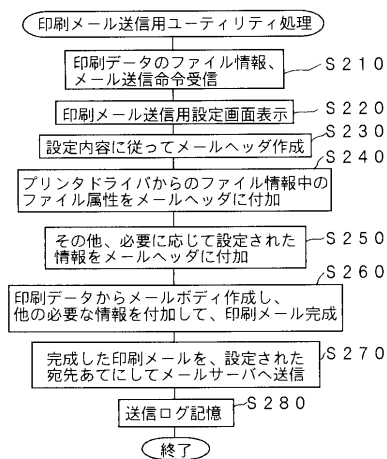 印刷メール送信用ユーティリティ処理
印刷データのファイル情報、
メール送信命令受信
S210
印刷メール送信用設定画面表示
S220
設定内容に従ってメールヘッダ作成
S230
プリンタドライバからのファイル情報中の
ファイル属性をメールヘッダに付加
S240
その他、必要に応じて設定された
情報をメールヘッダに付加
S250
印刷データからメールボディ作成し、
他の必要な情報を付加して、印刷メール完成
S260
完成した印刷メールを、設定された
宛先あてにしてメールサーバへ送信
S270
送信ログ記憶
S280
終了